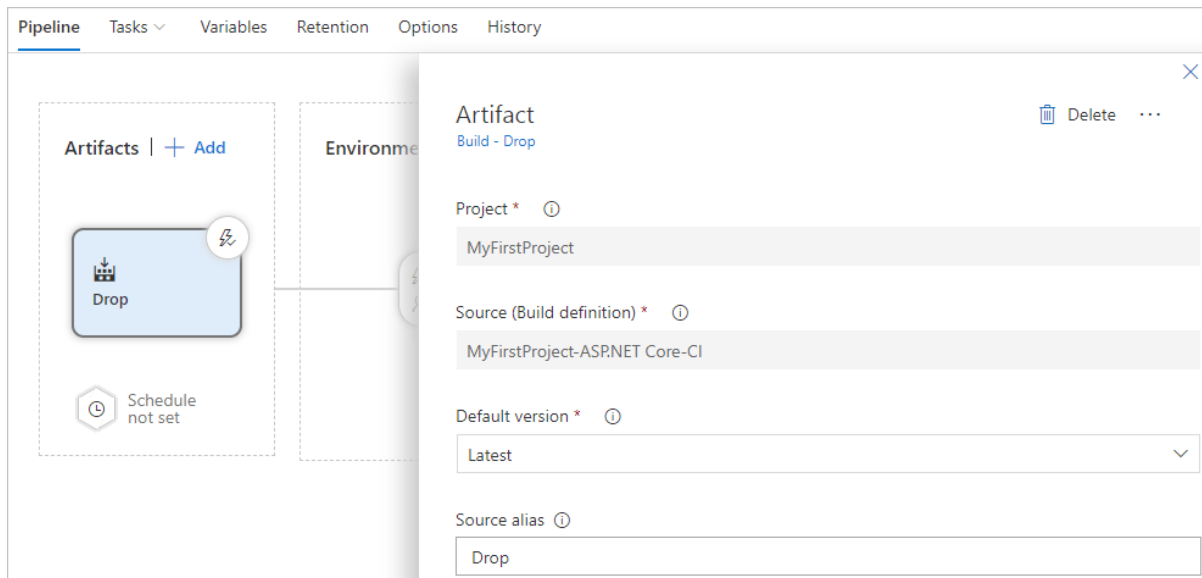 Pipeline Tasks Variables Retention Options History
Artifacts | + Add
Environme
Drop
Schedule
not set
Artifact
Delete ...
Build - Drop
Project *
MyFirstProject
Source (Build definition) *
MyFirstProject-ASP.NET Core-CI
Default version *
Latest
Source alias
Drop